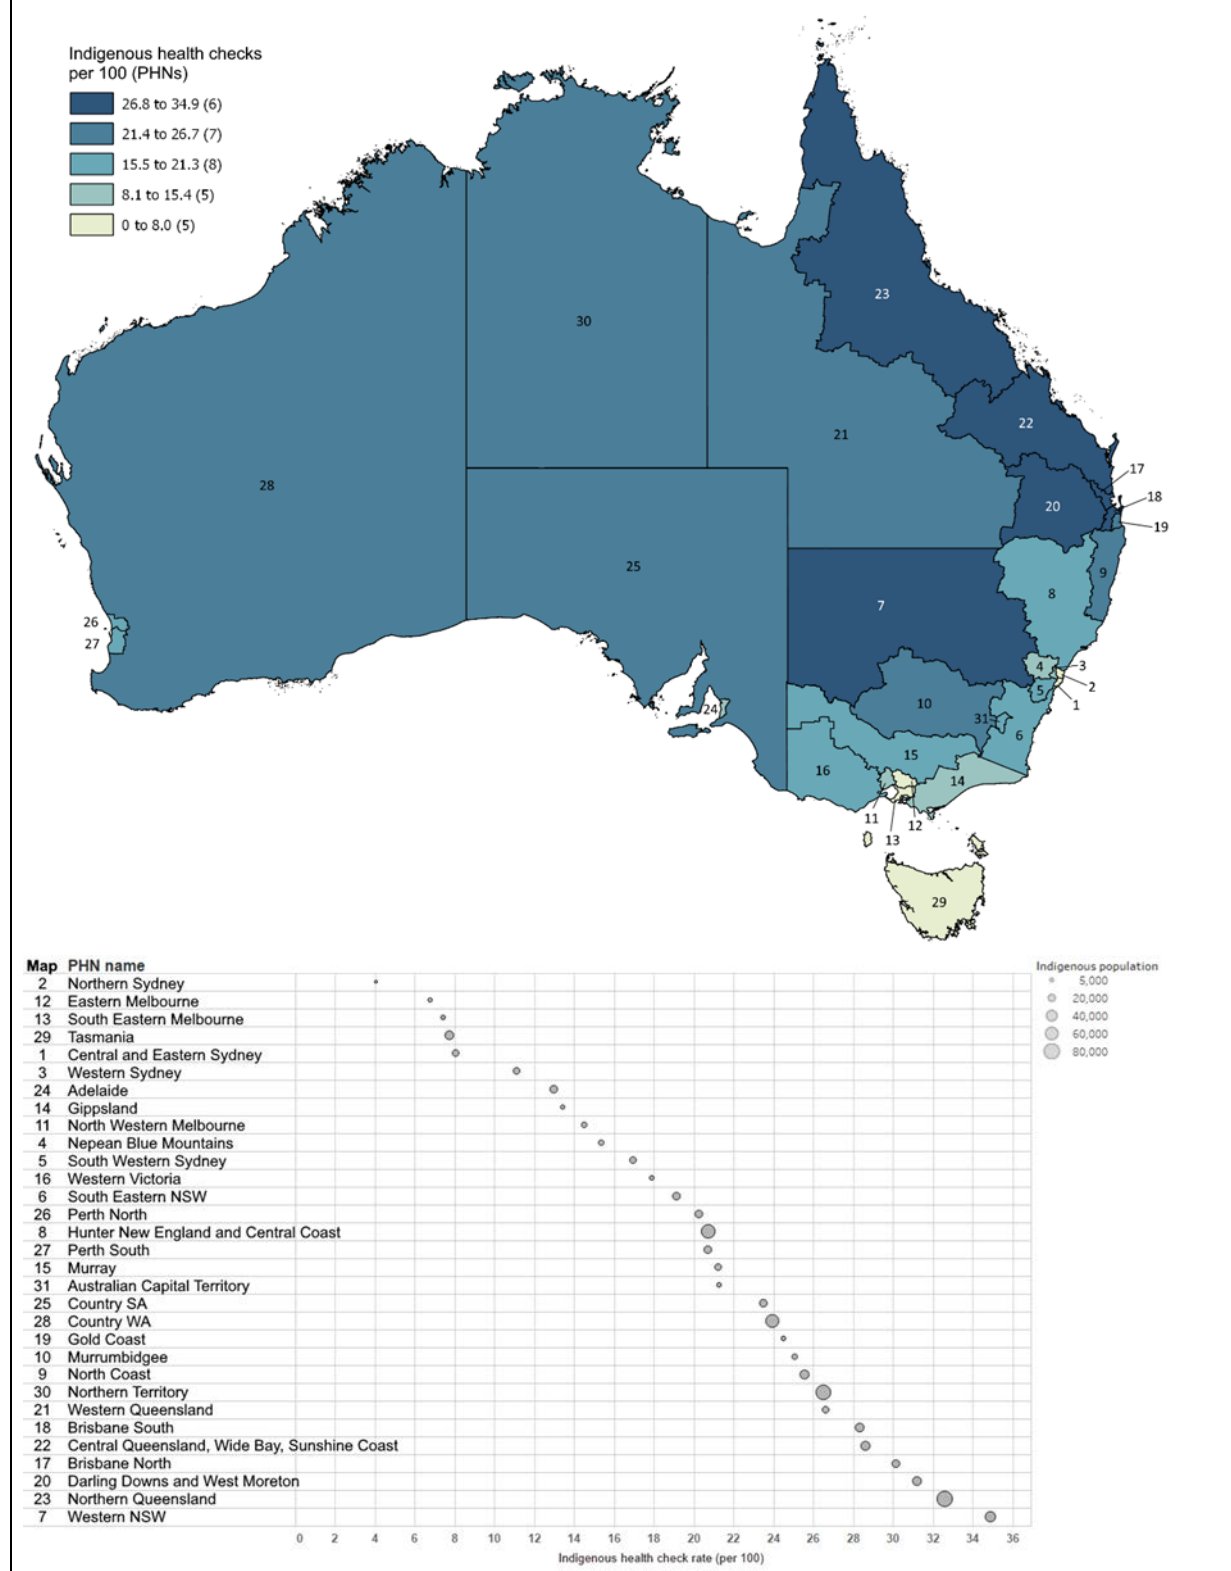 Indigenous health checks
per 100 (PHNs)
26.8 to 34.9 (6)
21.4 to 26.7 (7)
15.5 to 21.3 (8)
8.1 to 15.4 (5)
0 to 8.0 (5)
23
30
22
21
17
28
18
20
19
25
9
8
7
26
27
4
3
5
2
1
24
10
31
6
15
16
14
11
12
13
29
Map PHN name
Indigenous population
2 Northern Sydney
5,000
12 Eastern Melbourne
20,000
13 South Eastern Melbourne
40,000
29 Tasmania
60,000
1 Central and Eastern Sydney
80,000
3 Western Sydney
24 Adelaide
14 Gippsland
11 North Western Melbourne
4 Nepean Blue Mountains
5 South Western Sydney
16 Western Victoria
6 South Eastern NSW
26 Perth North
8 Hunter New England and Central Coast
27 Perth South
15 Murray
31 Australian Capital Territory
25 Country SA
28 Country WA
19 Gold Coast
10 Murrumbidgee
9 North Coast
30 Northern Territory
21 Western Queensland
18 Brisbane South
22 Central Queensland, Wide Bay, Sunshine Coast
17 Brisbane North
20 Darling Downs and West Moreton
23 Northern Queensland
7 Western NSW
0 2 4 6 8 10 12 14 16 18 20 22 24 26 28 30 32 34 36
Indigenous health check rate (per 100)